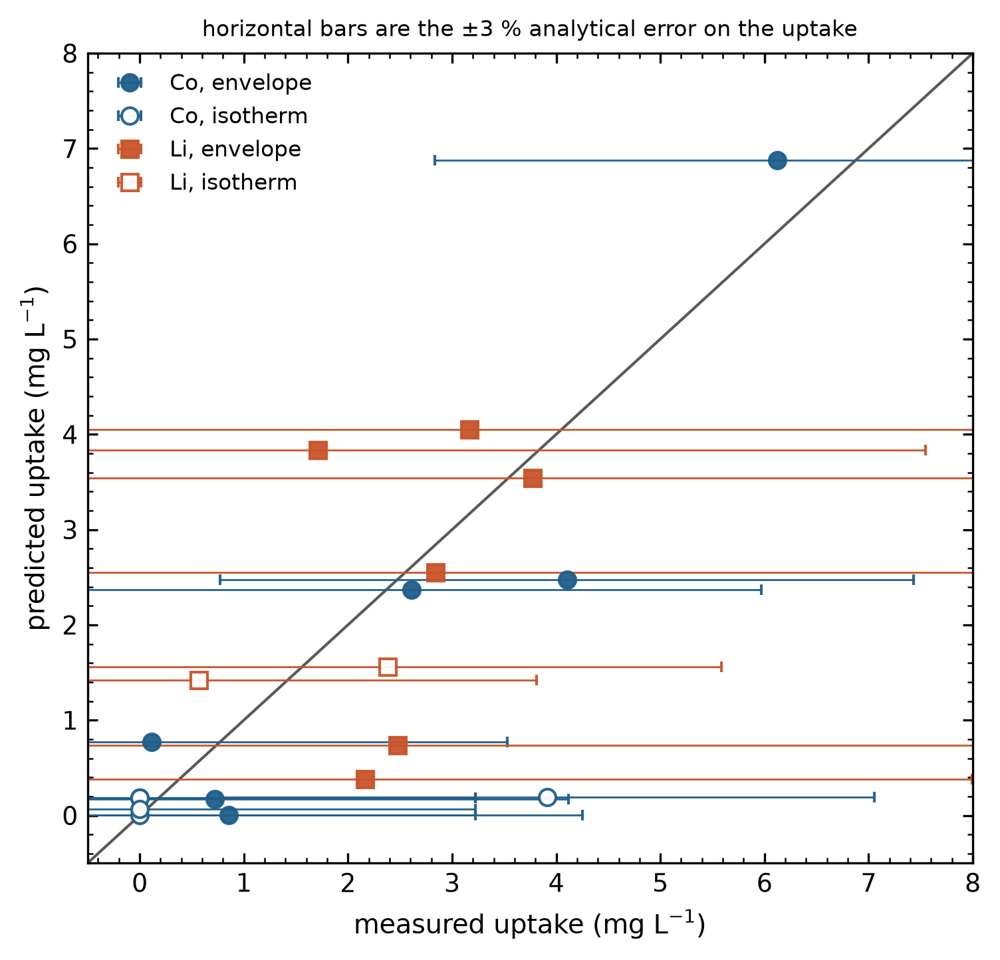 horizontal bars are the ±3 % analytical error on the uptake
Co, envelope
Co, isotherm
Li, envelope
Li, isotherm
8
7
6
5
4
3
2
1
0
predicted uptake (mg L⁻¹)
0 1 2 3 4 5 6 7 8
measured uptake (mg L⁻¹)